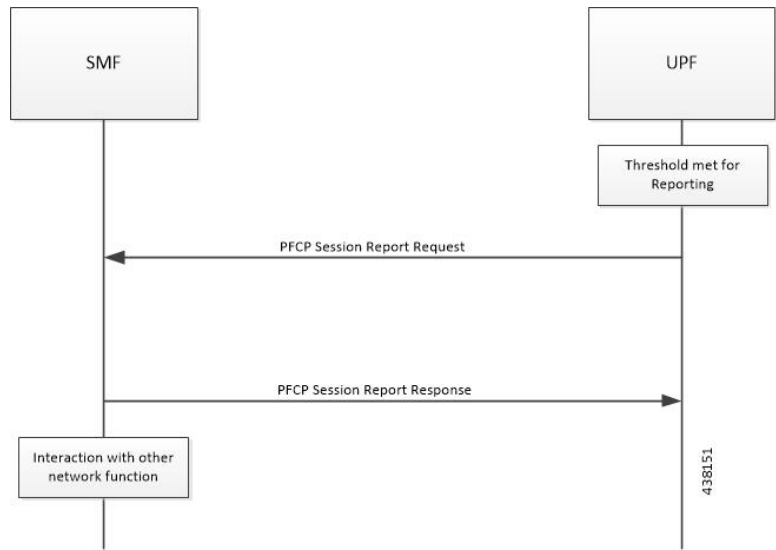 SMF
UPF
Threshold met for
Reporting
PFCP Session Report Request
PFCP Session Report Response
Interaction with other
network function
438151